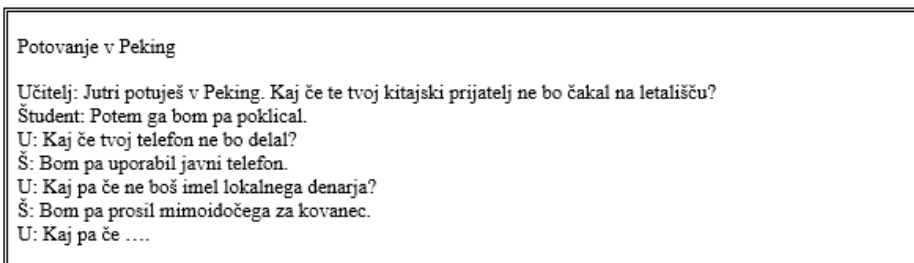 Potovanje v Peking
Učitelj: Jutri potuješ v Peking. Kaj če te tvoj kitajski prijatelj ne bo čakal na letališču?
Študent: Potem ga bom pa poklical.
U: Kaj če tvoj telefon ne bo delal?
Š: Bom pa uporabil javni telefon.
U: Kaj pa če ne boš imel lokalnega denarja?
Š: Bom pa prosil mimoidočega za kovanec.
U: Kaj pa če ….